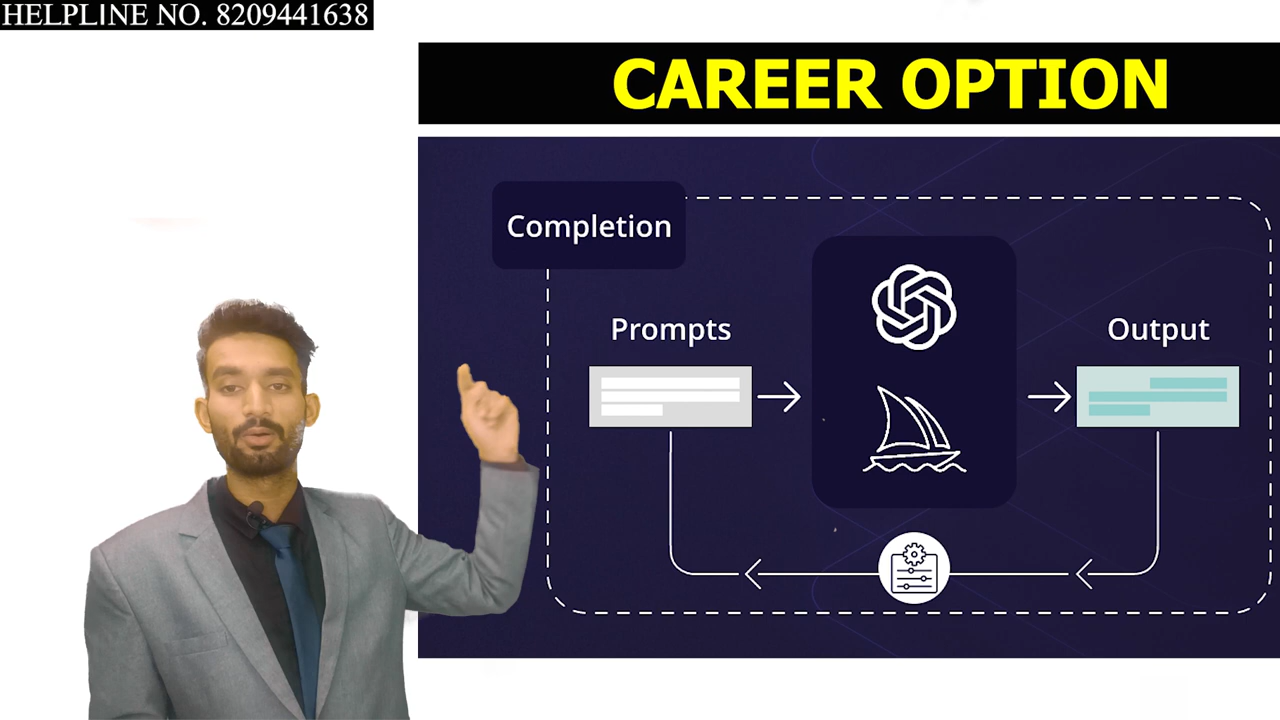 HELPLINE NO. 8209441638
CAREER OPTION
Completion
Prompts
Output